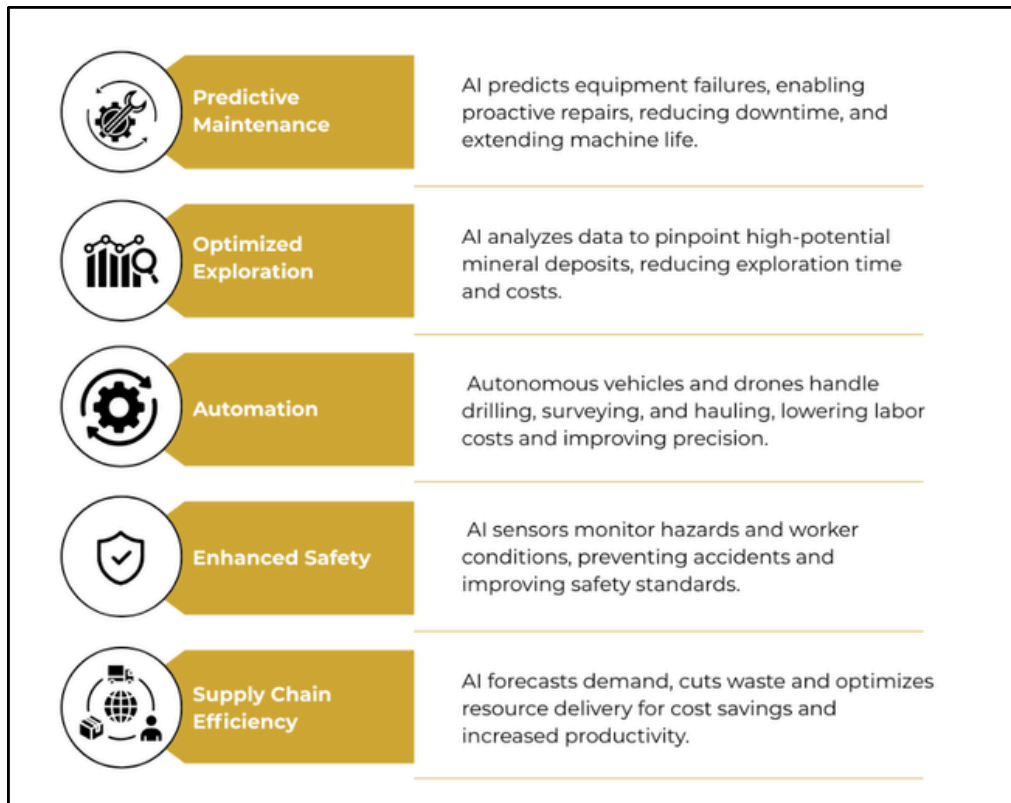 Predictive
Maintenance
AI predicts equipment failures, enabling
proactive repairs, reducing downtime, and
extending machine life.
Optimized
Exploration
AI analyzes data to pinpoint high-potential
mineral deposits, reducing exploration time
and costs.
Automation
Autonomous vehicles and drones handle
drilling, surveying, and hauling, lowering labor
costs and improving precision.
Enhanced Safety
AI sensors monitor hazards and worker
conditions, preventing accidents and
improving safety standards.
Supply Chain
Efficiency
AI forecasts demand, cuts waste and optimizes
resource delivery for cost savings and
increased productivity.